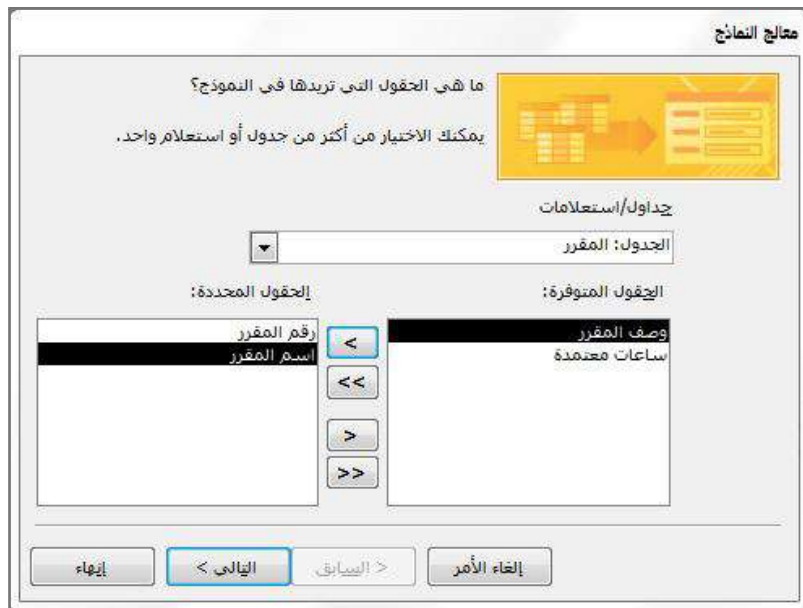 معالج النماذج
ما هي الحقول التي تريدها في النموذج؟
يمكنك الاختيار من أكثر من جدول أو استعلام واحد.
جداول/استعلامات
الجدول: المقرر
الحقول المتوفرة:
الحقول المحددة:
وصف المقرر
ساعات معتمدة
<
<<
>
>>
رقم المقرر
اسم المقرر
إلغاء الأمر
< السابق
التالي >
إنهاء